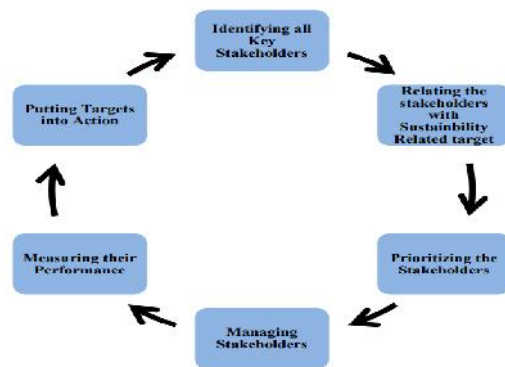 Identifying all
Key
Stakeholders
Relating the
stakeholders
with
Sustainbility
Related target
Prioritizing the
Stakeholders
Managing
Stakeholders
Measuring their
Performance
Putting Targets
into Action